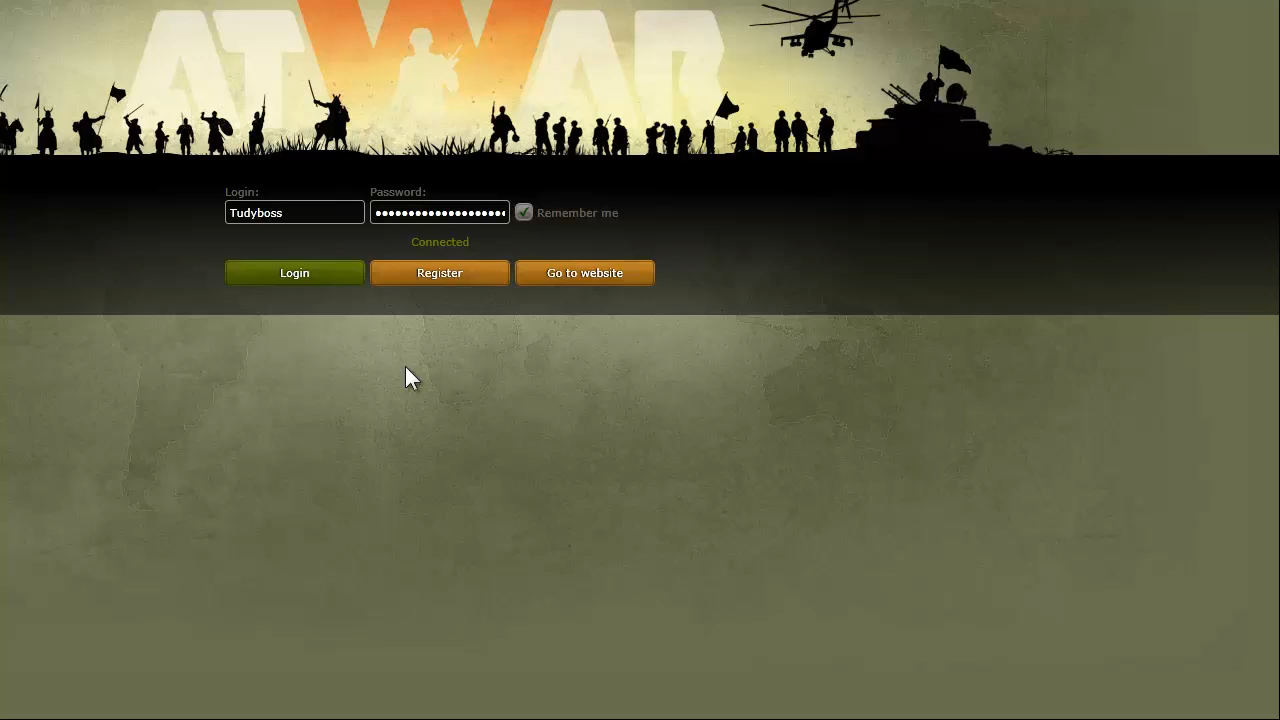 ATWAR
Login: Password:
Tudyboss •••••••••••••••••••• Remember me
Connected
Login Register Go to website